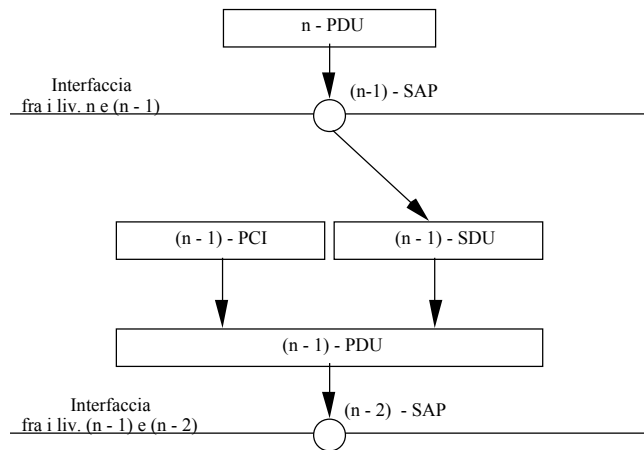 n - PDU
Interfaccia
fra i liv. n e (n - 1)
(n-1) - SAP
(n - 1) - PCI
(n - 1) - SDU
(n - 1) - PDU
Interfaccia
fra i liv. (n - 1) e (n - 2)
(n - 2) - SAP